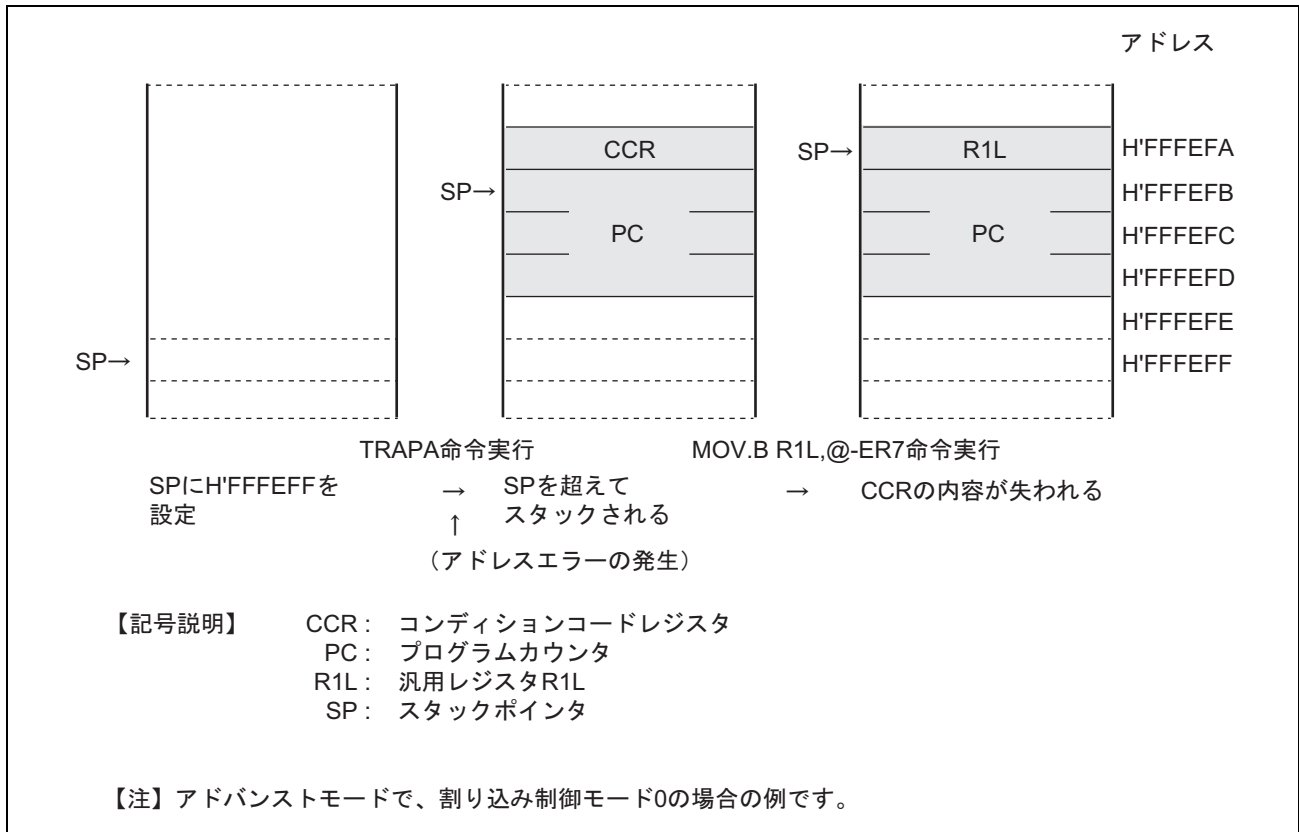 アドレス
CCR
SP→
R1L
H'FFFEFA
SP→
H'FFFEFB
PC
PC
H'FFFEFC
H'FFFEFD
H'FFFEFE
SP→
H'FFFEFF
TRAPA命令実行
MOV.B R1L,@-ER7命令実行
SPにH'FFFEFFを
設定
→
SPを超えて
スタックされる
→
CCRの内容が失われる
↑
（アドレスエラーの発生）
【記号説明】 CCR : コンディションコードレジスタ
PC : プログラムカウンタ
R1L : 汎用レジスタR1L
SP : スタックポインタ
【注】アドバンストモードで、割り込み制御モード0の場合の例です。